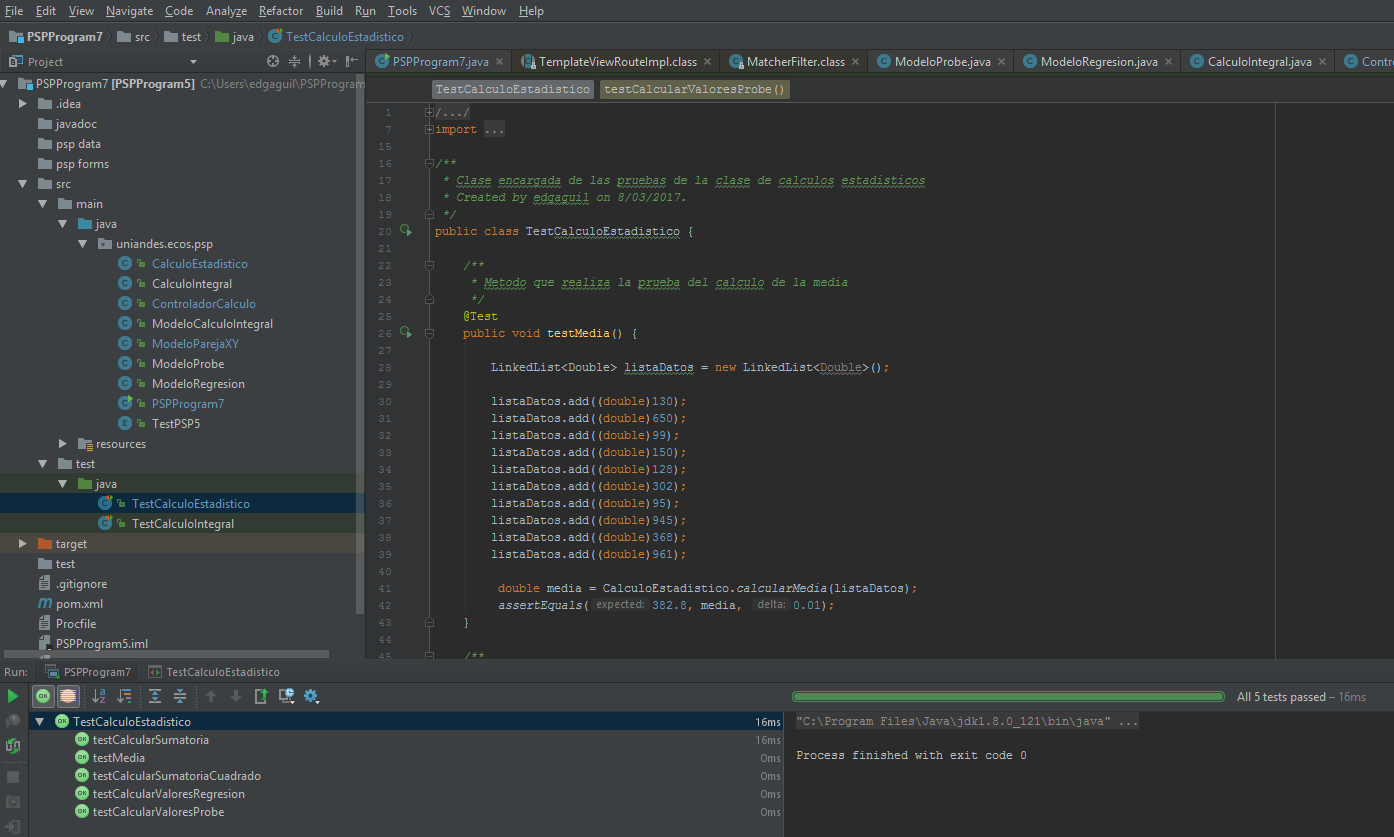 File Edit View Navigate Code Analyze Refactor Build Run Tools VCS Window Help
PSPProgram7 src test java TestCalculoEstadistico
Project
PSPProgram7.java TemplateViewRouteImpl.class MatcherFilter.class ModeloProbe.java ModeloRegresion.java CalculoIntegral.java Contro
PSPProgram7 [PSPProgram5] C:\Users\edgaguil\PSPProgram
.idea
javadoc
psp data
psp forms
src
main
java
uniandes.ecos.psp
CalculoEstadistico
CalculoIntegral
ControladorCalculo
ModeloCalculoIntegral
ModeloParejaXY
ModeloProbe
ModeloRegresion
PSPProgram7
TestPSP5
resources
test
java
TestCalculoEstadistico
TestCalculoIntegral
target
test
.gitignore
pom.xml
Procfile
PSPProgram5.iml
TestCalculoEstadistico testCalcularValoresProbe()
1 /.../
7 import ...
15
16 /**
17 * Clase encargada de las pruebas de la clase de calculos estadisticos
18 * Created by edgaguil on 8/03/2017.
19 */
20 public class TestCalculoEstadistico {
21
22 /**
23 * Metodo que realiza la prueba del calculo de la media
24 */
25 @Test
26 public void testMedia() {
27
28 LinkedList<Double> listaDatos = new LinkedList<Double>();
29
30 listaDatos.add((double)130);
31 listaDatos.add((double)650);
32 listaDatos.add((double)99);
33 listaDatos.add((double)150);
34 listaDatos.add((double)128);
35 listaDatos.add((double)302);
36 listaDatos.add((double)95);
37 listaDatos.add((double)945);
38 listaDatos.add((double)368);
39 listaDatos.add((double)961);
40
41 double media = CalculoEstadistico.calcularMedia(listaDatos);
42 assertEquals( expected: 382.8, media, delta: 0.01);
43 }
44
45 /**
Run: PSPProgram7 TestCalculoEstadistico
All 5 tests passed – 16ms
TestCalculoEstadistico 16ms
testCalcularSumatoria 16ms
testMedia 0ms
testCalcularSumatoriaCuadrado 0ms
testCalcularValoresRegresion 0ms
testCalcularValoresProbe 0ms
"C:\Program Files\Java\jdk1.8.0_121\bin\java" ...
Process finished with exit code 0